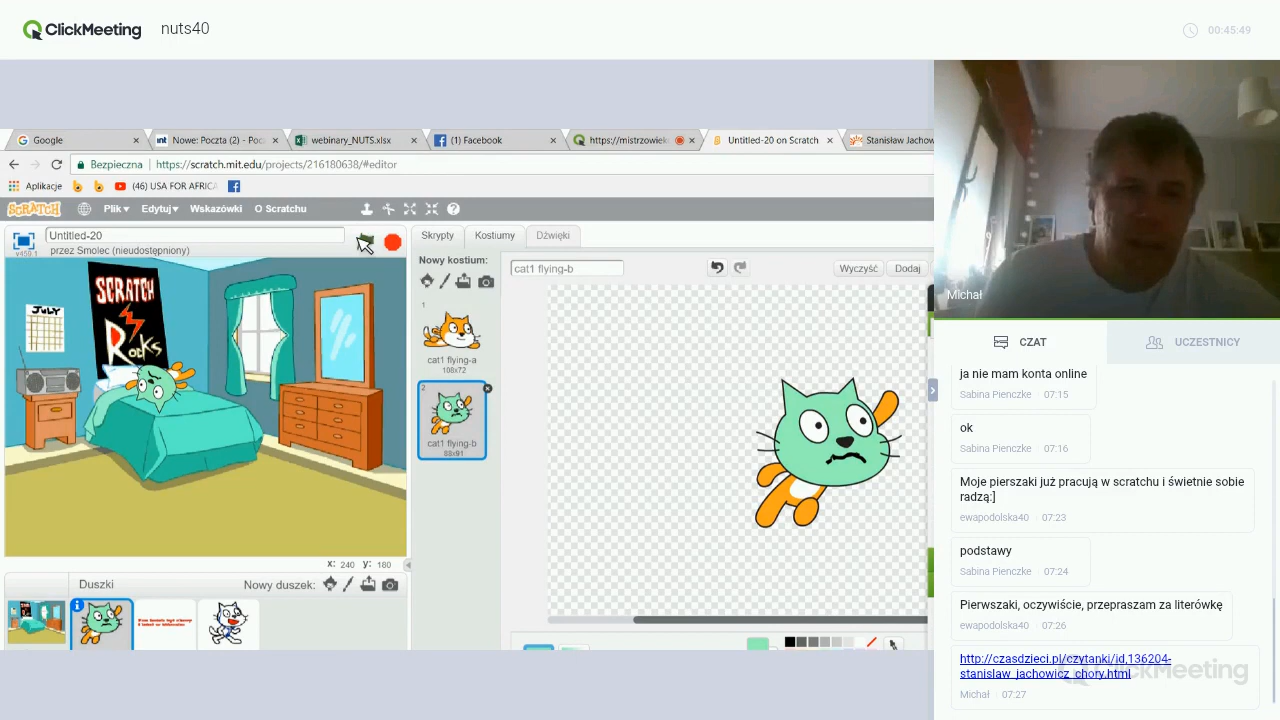 ClickMeeting nuts40 00:45:49
Google
Nowe: Poczta (2) - Poc
webinary_NUTS.xlsx
(1) Facebook
https://mistrzowiek
Untitled-20 on Scratch
Stanisław Jachow
Bezpieczna https://scratch.mit.edu/projects/216180638/#editor
Aplikacje (46) USA FOR AFRICA
SCRATCH Plik Edytuj Wskazówki O Scratchu
v459.1
Untitled-20
przez Smolec (nieudostępniony)
Skrypty Kostiumy Dźwięki
Nowy kostium:
cat1 flying-b Wyczyść Dodaj
JULY
SCRATCH
Rocks
1
cat1 flying-a
108x72
2
cat1 flying-b
88x91
x: 240 y: 180
Duszki Nowy duszek:
Michał
CZAT UCZESTNICY
ja nie mam konta online
Sabina Pienczke 07:15
ok
Sabina Pienczke 07:16
Moje pierszaki już pracują w scratchu i świetnie sobie
radzą:]
ewapodolska40 07:23
podstawy
Sabina Pienczke 07:24
Pierwszaki, oczywiście, przepraszam za literówkę
ewapodolska40 07:26
http://czasdzieci.pl/czytanki/id,136204-
stanislaw_jachowicz_chory.html
Michał 07:27
ClickMeeting